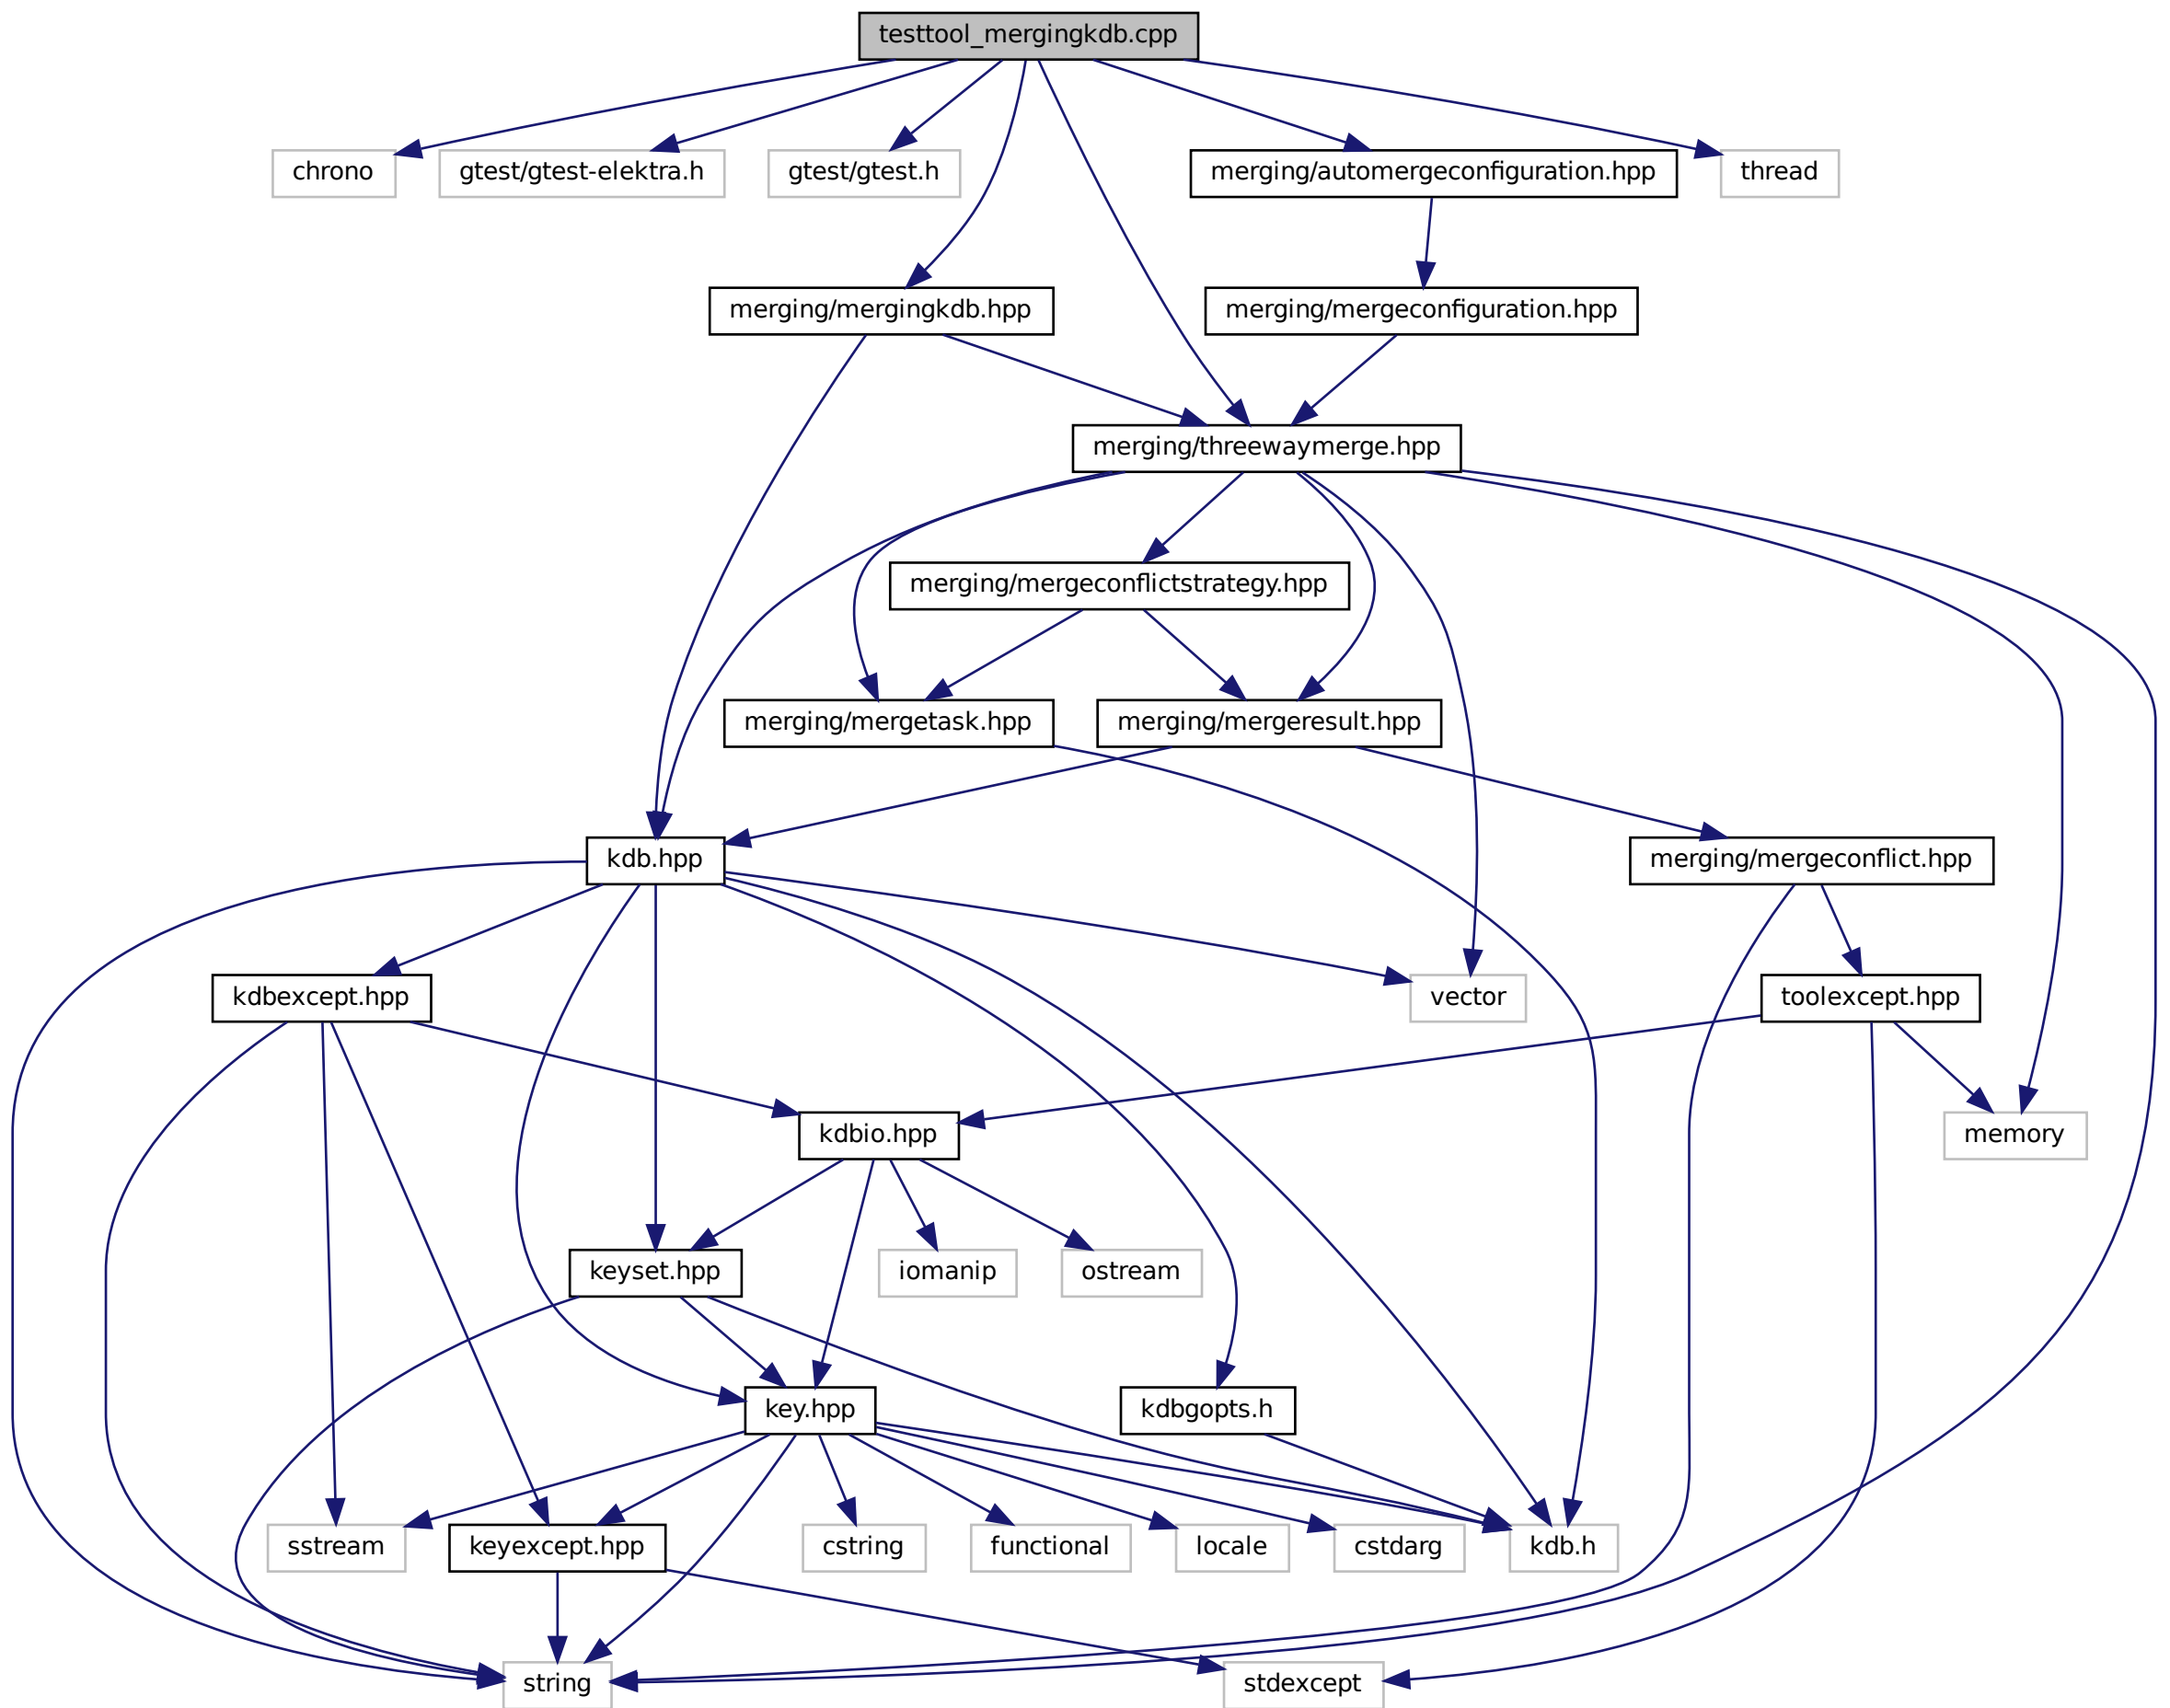 testtool_mergingkdb.cpp
chrono
gtest/gtest-elektra.h
gtest/gtest.h
merging/automergeconfiguration.hpp
thread
merging/mergingkdb.hpp
merging/mergeconfiguration.hpp
merging/threewaymerge.hpp
merging/mergeconflictstrategy.hpp
merging/mergetask.hpp
merging/mergeresult.hpp
kdb.hpp
merging/mergeconflict.hpp
kdbexcept.hpp
vector
toolexcept.hpp
kdbio.hpp
memory
keyset.hpp
iomanip
ostream
key.hpp
kdbgopts.h
sstream
keyexcept.hpp
cstring
functional
locale
cstdarg
kdb.h
string
stdexcept